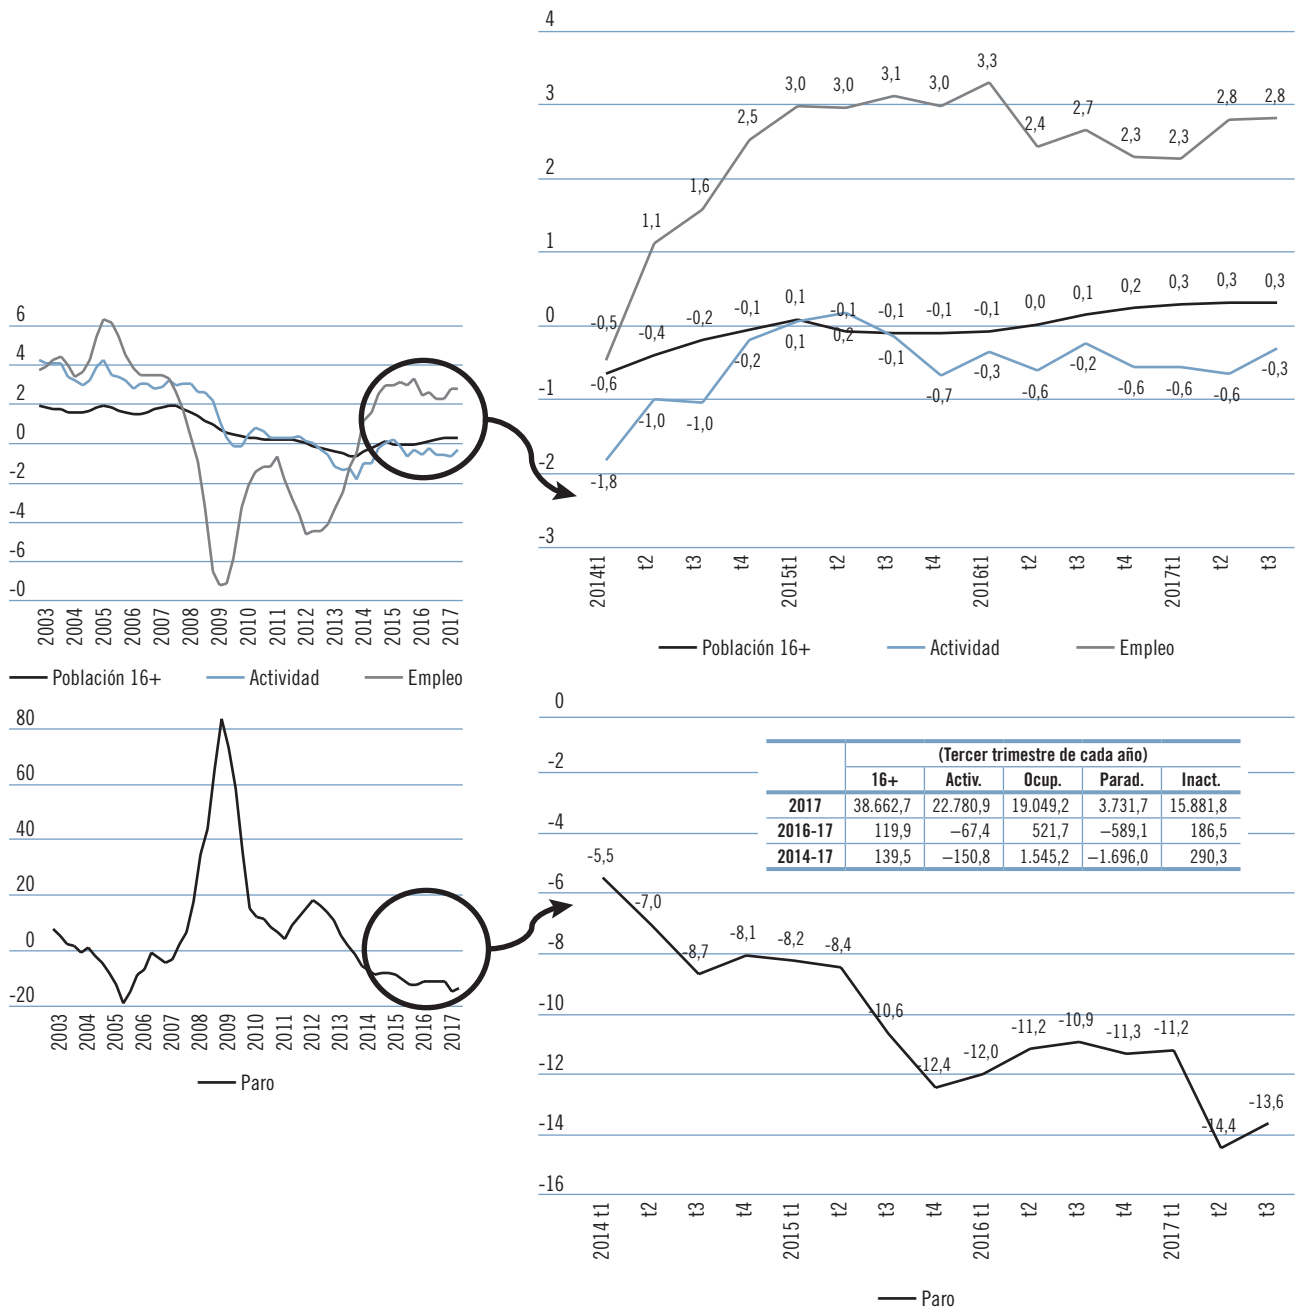 6
4
2
0
-2
-4
-6
-0
2003 2004 2005 2006 2007 2008 2009 2010 2011 2012 2013 2014 2015 2016 2017
Población 16+ Actividad Empleo
4
3
2
1
0
-1
-2
-3
-0,5 1,1 1,6 2,5 3,0 3,0 3,1 3,0 3,3 2,4 2,7 2,3 2,3 2,8 2,8
-0,6 -0,4 -0,2 -0,1 0,1 -0,1 -0,1 -0,1 -0,1 0,0 0,1 0,2 0,3 0,3 0,3
-1,8 -1,0 -1,0 -0,2 0,1 0,2 -0,1 -0,7 -0,3 -0,6 -0,2 -0,6 -0,6 -0,6 -0,3
2014t1 t2 t3 t4 2015t1 t2 t3 t4 2016t1 t2 t3 t4 2017t1 t2 t3
Población 16+ Actividad Empleo
80
60
40
20
0
-20
2003 2004 2005 2006 2007 2008 2009 2010 2011 2012 2013 2014 2015 2016 2017
Paro
0
-2
-4
-6
-8
-10
-12
-14
-16
(Tercer trimestre de cada año)
16+ Activ. Ocup. Parad. Inact.
2017 38.662,7 22.780,9 19.049,2 3.731,7 15.881,8
2016-17 119,9 –67,4 521,7 –589,1 186,5
2014-17 139,5 –150,8 1.545,2 –1.696,0 290,3
-5,5 -7,0 -8,7 -8,1 -8,2 -8,4 -10,6 -12,4 -12,0 -11,2 -10,9 -11,3 -11,2 -14,4 -13,6
2014 t1 t2 t3 t4 2015 t1 t2 t3 t4 2016 t1 t2 t3 t4 2017 t1 t2 t3
Paro